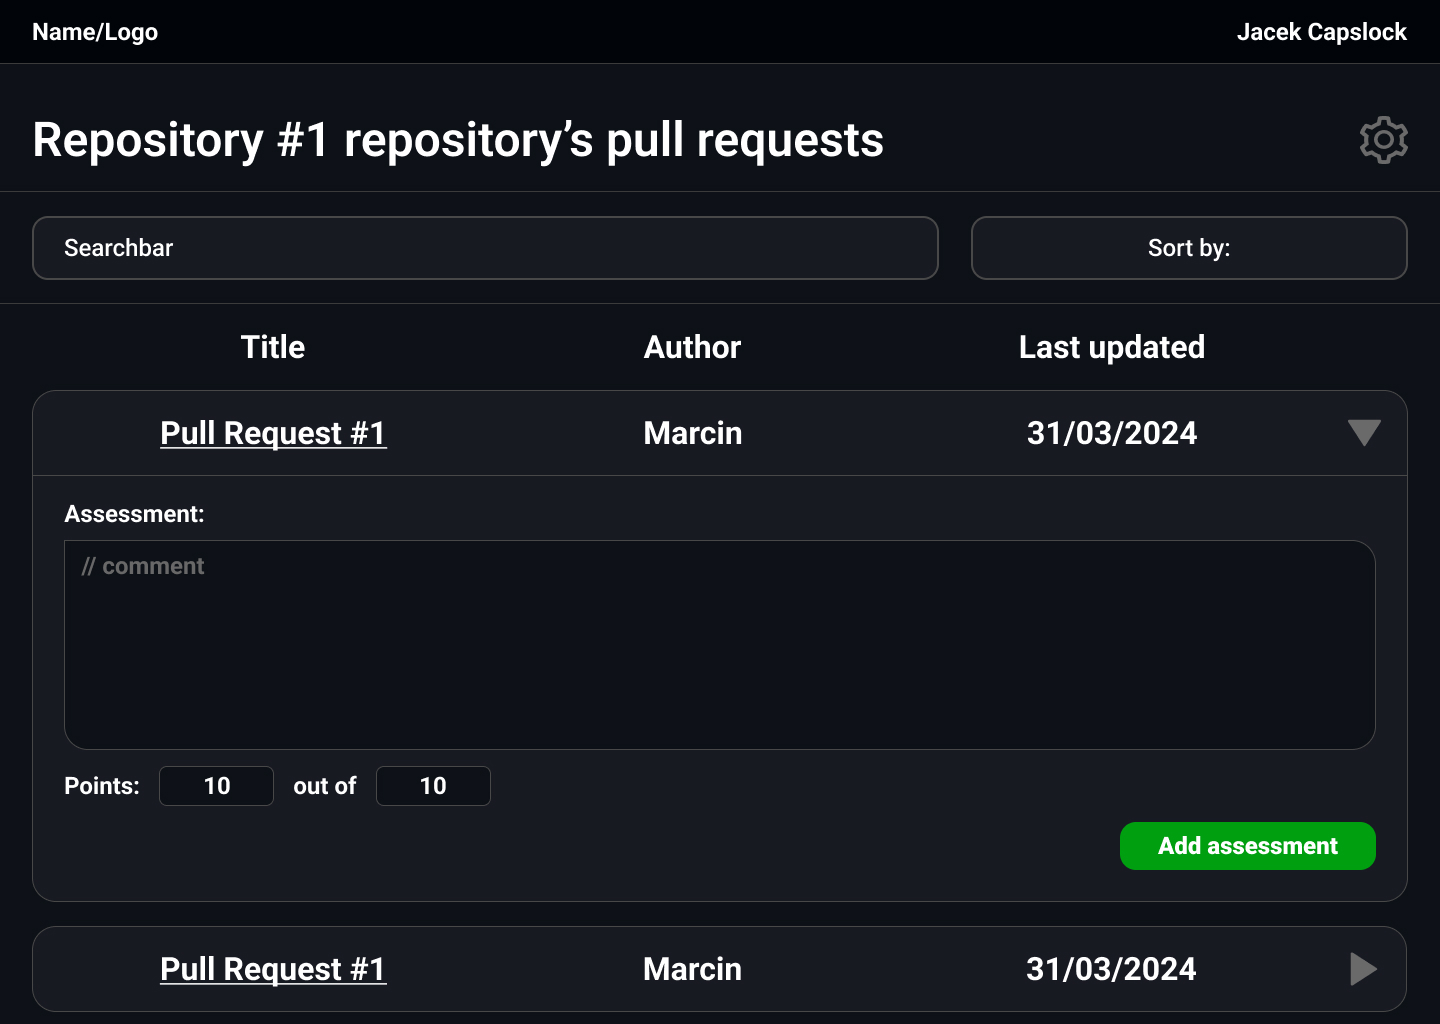 Name/Logo
Jacek Capslock
Repository #1 repository’s pull requests
Searchbar
Sort by:
Title Author Last updated
Pull Request #1 Marcin 31/03/2024
Assessment:
// comment
Points: 10 out of 10
Add assessment
Pull Request #1 Marcin 31/03/2024